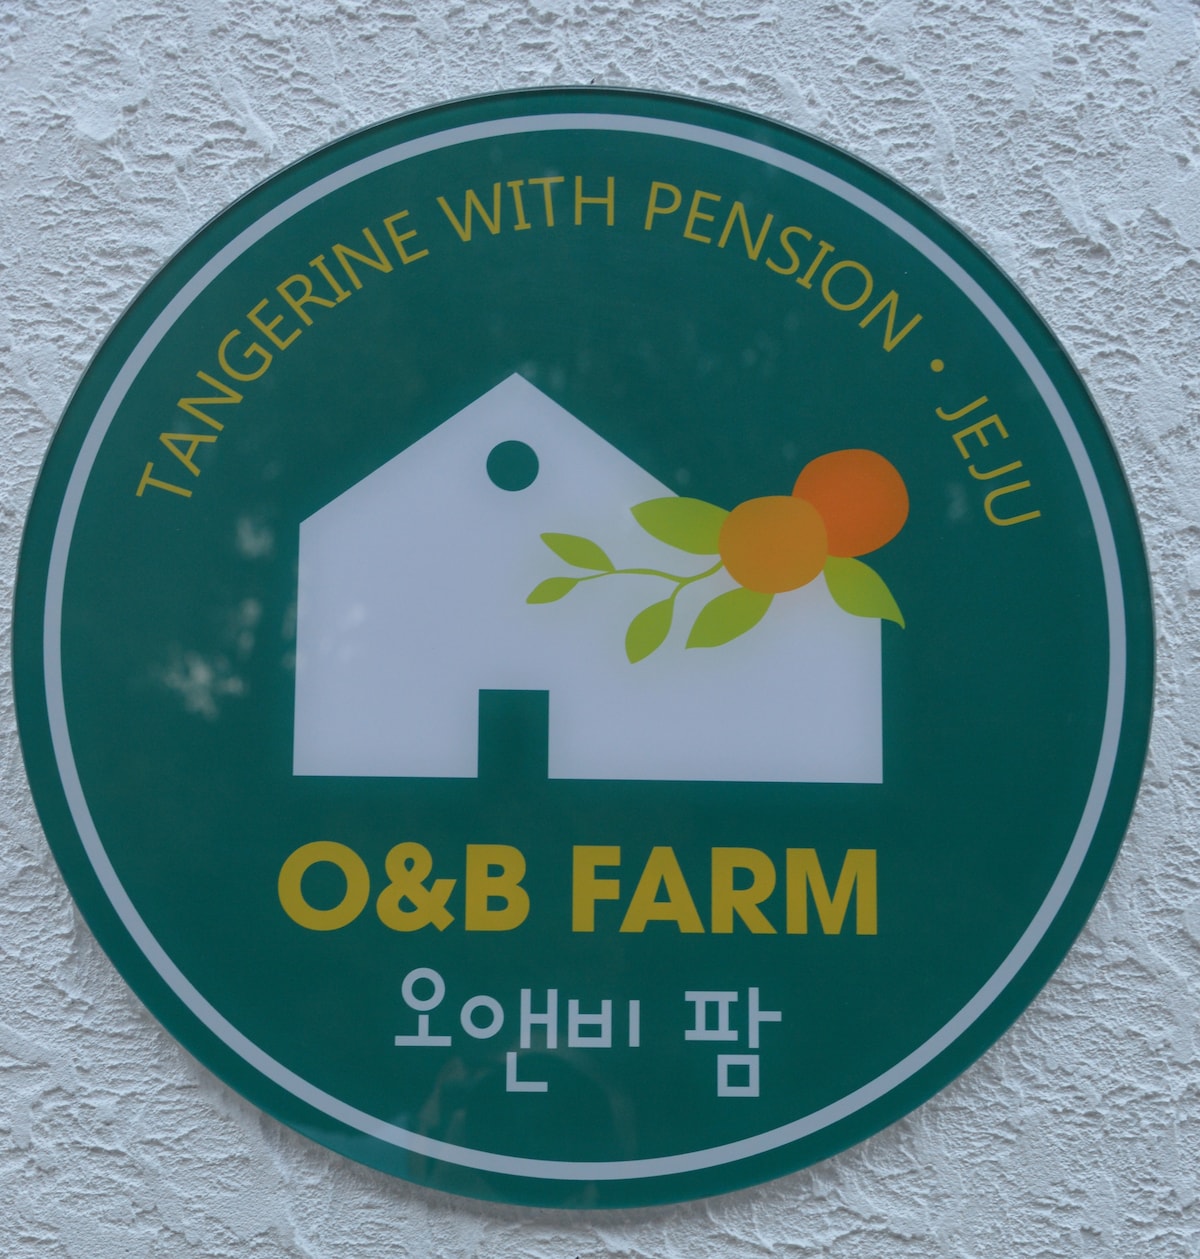 TANGERINE WITH PENSION · JEJU
O&B FARM
오앤비 팜